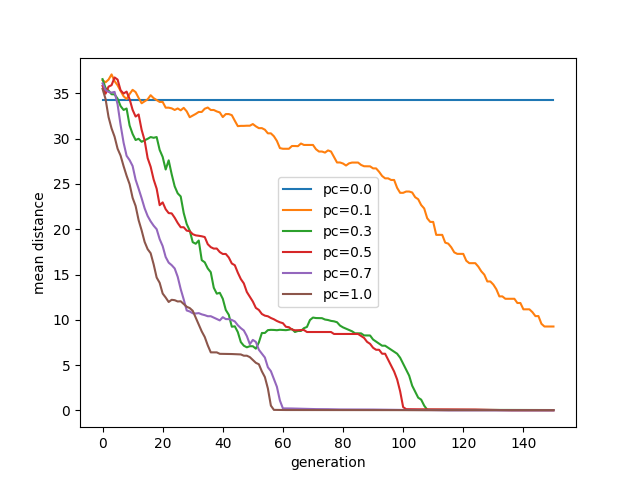 35
30
25
20
15
10
5
0
mean distance
pc=0.0
pc=0.1
pc=0.3
pc=0.5
pc=0.7
pc=1.0
0 20 40 60 80 100 120 140
generation